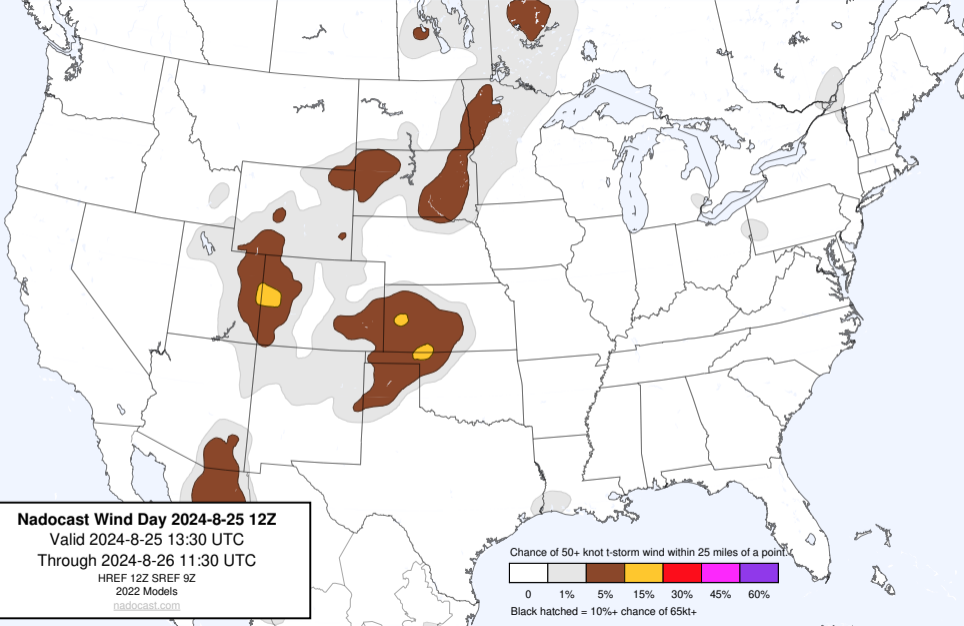 Nadocast Wind Day 2024-8-25 12Z
Valid 2024-8-25 13:30 UTC
Through 2024-8-26 11:30 UTC
HREF 12Z SREF 9Z
2022 Models
nadocast.com
Chance of 50+ knot t-storm wind within 25 miles of a point.
0 1% 5% 15% 30% 45% 60%
Black hatched = 10%+ chance of 65kt+